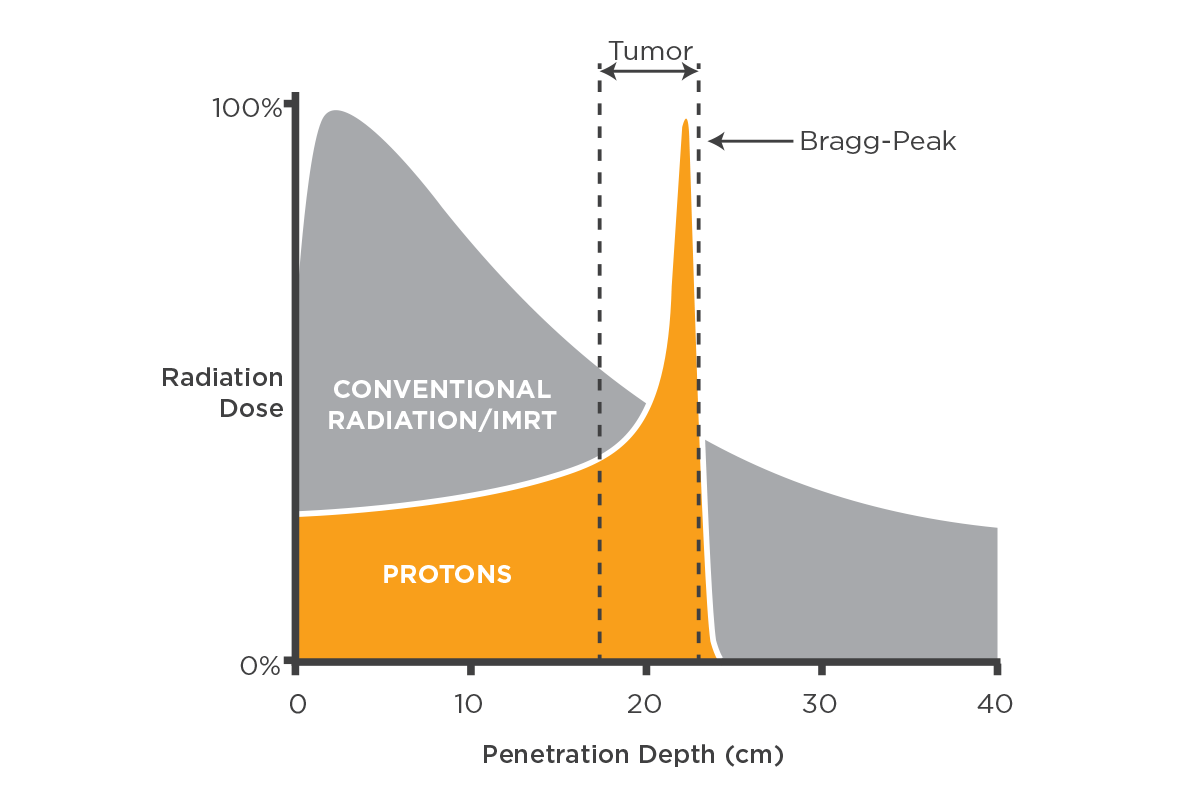 Tumor
100%
Bragg-Peak
Radiation
Dose
CONVENTIONAL
RADIATION/IMRT
PROTONS
0%
0 10 20 30 40
Penetration Depth (cm)